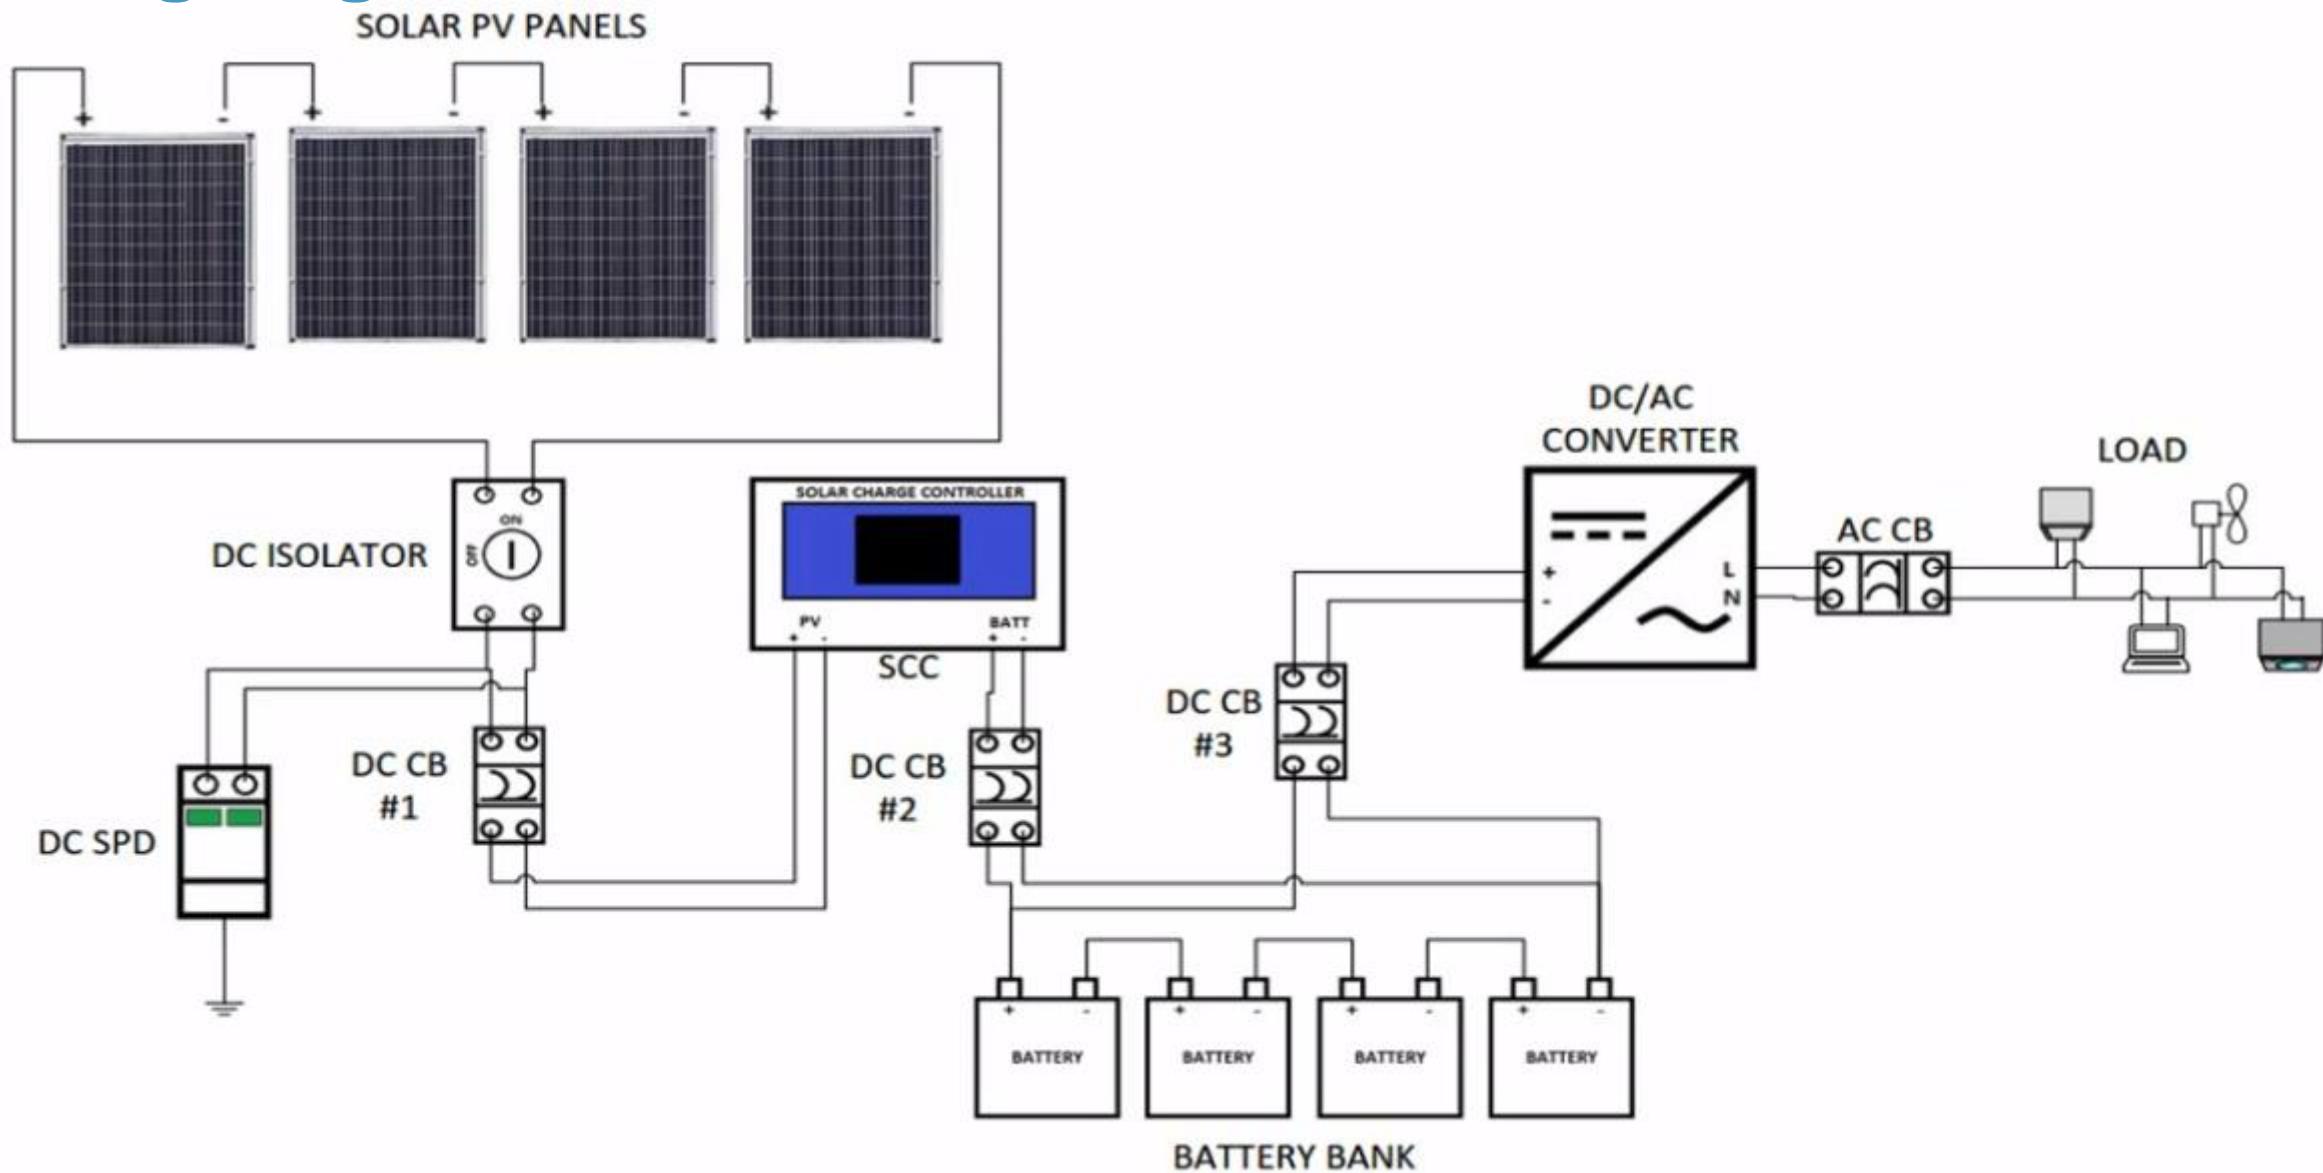 SOLAR PV PANELS
+ - + - + - + -
DC/AC
CONVERTER
LOAD
SOLAR CHARGE CONTROLLER
ON
OFF
DC ISOLATOR
AC CB
+
-
L
N
PV
+ -
BATT
+ -
SCC
DC CB
#3
DC CB
#1
DC CB
#2
DC SPD
+ - + - + - + -
BATTERY BATTERY BATTERY BATTERY
BATTERY BANK